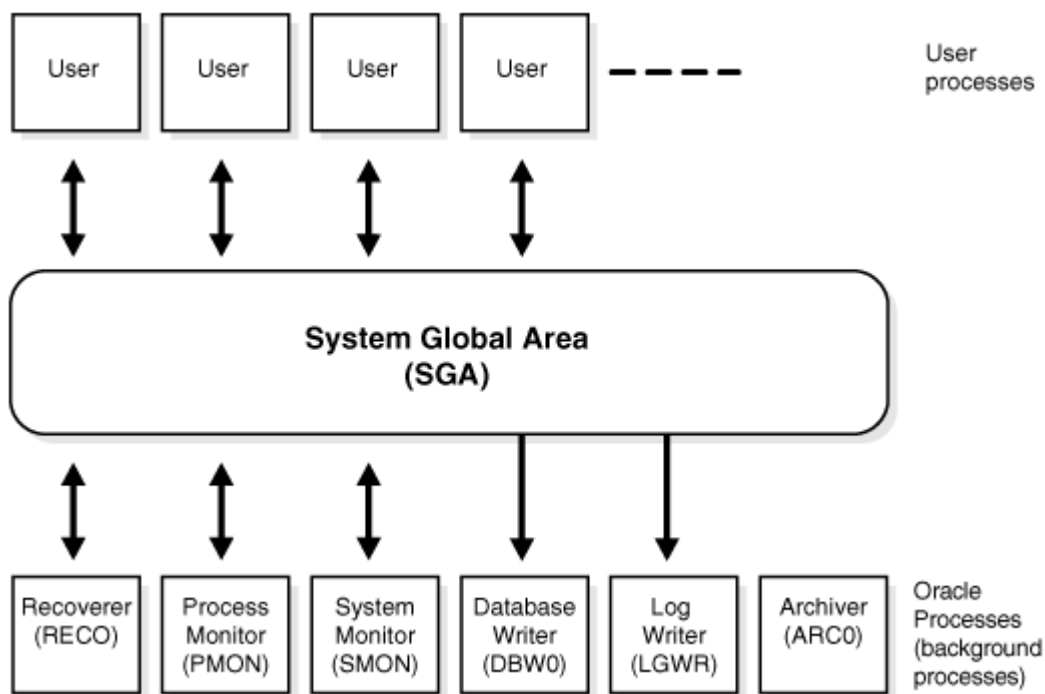 User
User
User
User
User
processes
System Global Area
(SGA)
Recoverer
(RECO)
Process
Monitor
(PMON)
System
Monitor
(SMON)
Database
Writer
(DBW0)
Log
Writer
(LGWR)
Archiver
(ARC0)
Oracle
Processes
(background
processes)